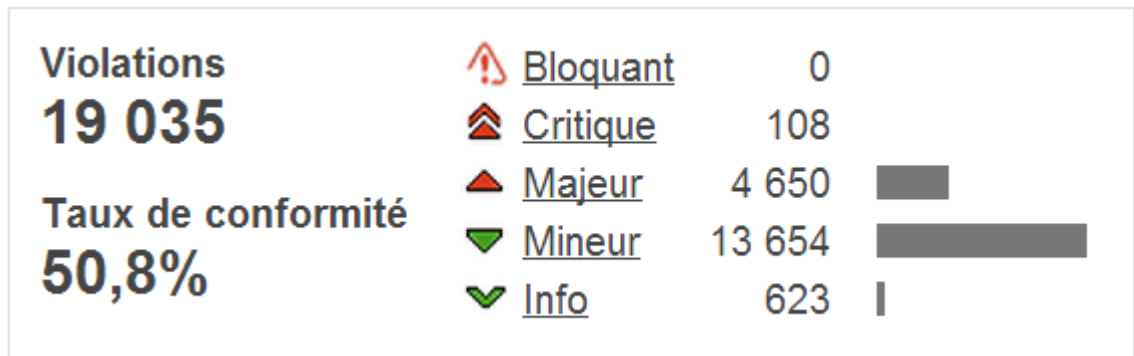 Violations
19 035
Taux de conformité
50,8%
Bloquant 0
Critique 108
Majeur 4 650
Mineur 13 654
Info 623